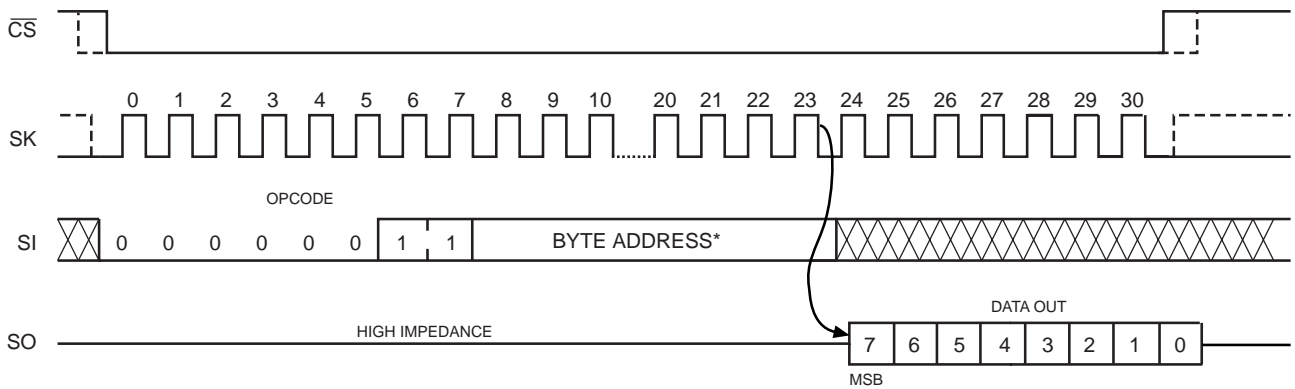 CS
0 1 2 3 4 5 6 7 8 9 10 20 21 22 23 24 25 26 27 28 29 30
SK
OPCODE
SI 0 0 0 0 0 0 1 1 BYTE ADDRESS*
DATA OUT
SO HIGH IMPEDANCE 7 6 5 4 3 2 1 0
MSB